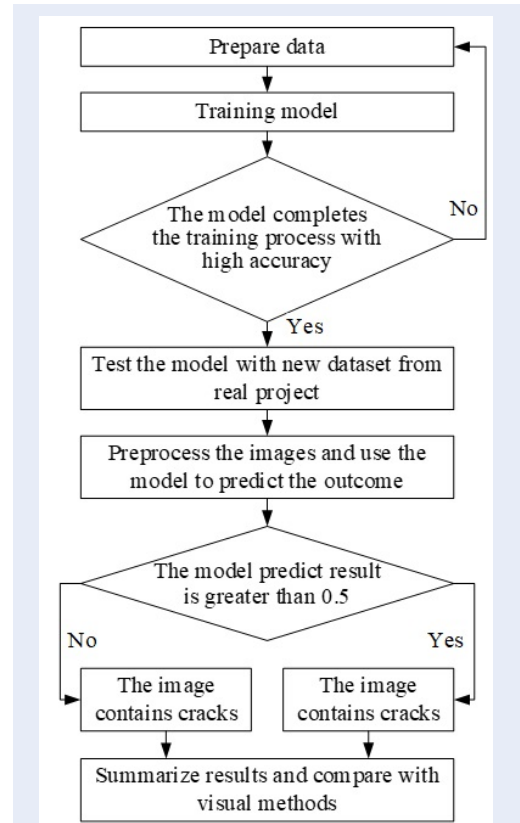 Prepare data
Training model
The model completes
the training process with
high accuracy
No
Yes
Test the model with new dataset from
real project
Preprocess the images and use the
model to predict the outcome
The model predict result
is greater than 0.5
No
Yes
The image
contains cracks
The image
contains cracks
Summarize results and compare with
visual methods